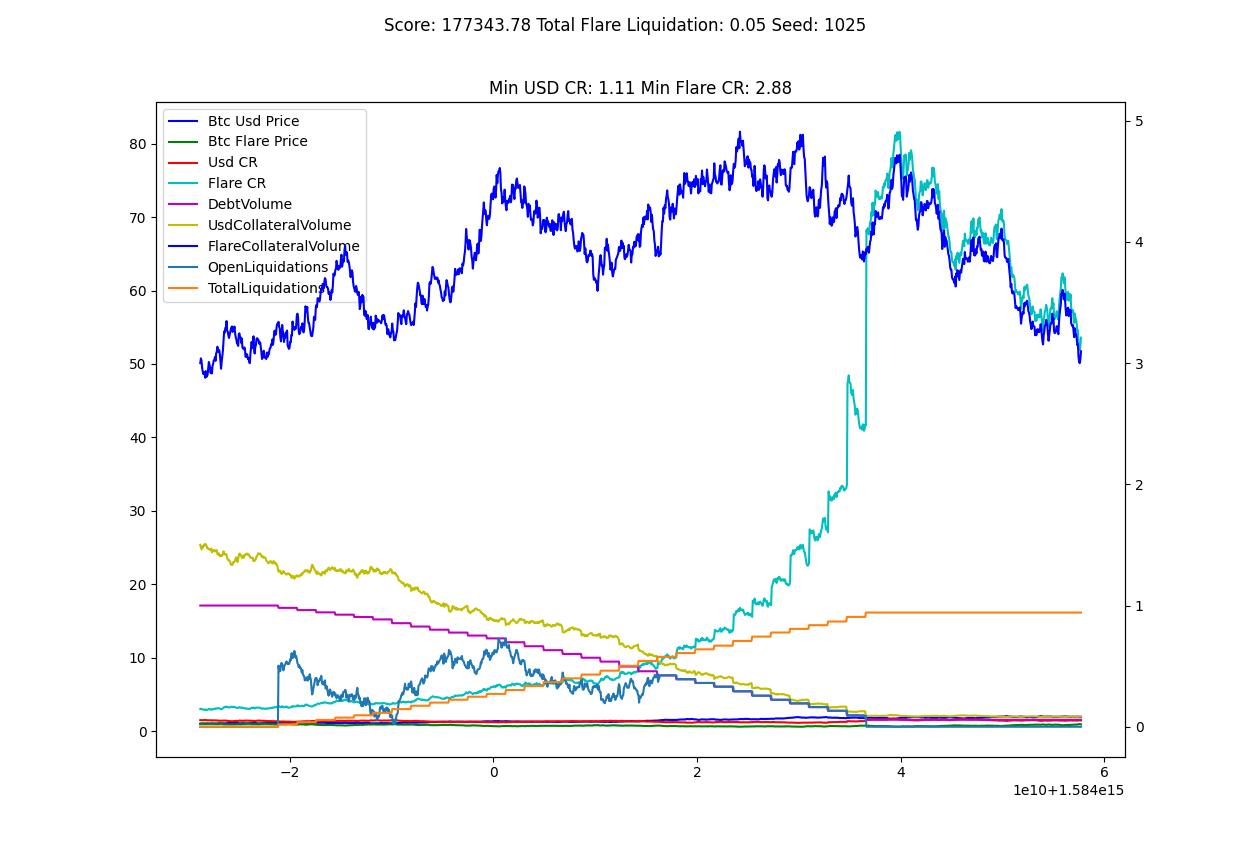 Score: 177343.78 Total Flare Liquidation: 0.05 Seed: 1025
Min USD CR: 1.11 Min Flare CR: 2.88
Btc Usd Price
Btc Flare Price
Usd CR
Flare CR
DebtVolume
UsdCollateralVolume
FlareCollateralVolume
OpenLiquidations
TotalLiquidations
80
70
60
50
40
30
20
10
0
5
4
3
2
1
0
−2
0
2
4
6
1e10+1.584e15